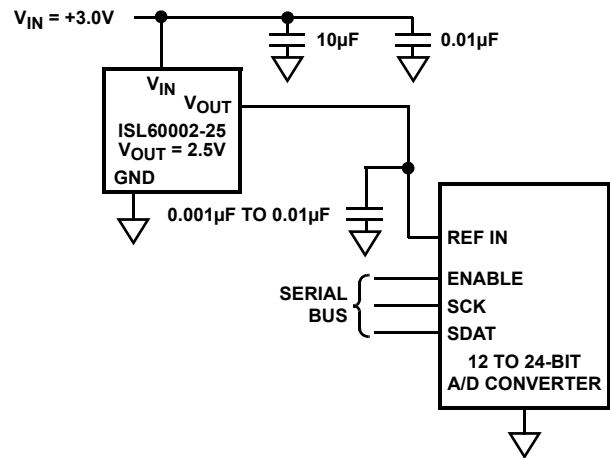 VIN = +3.0V
10µF
0.01µF
VIN
VOUT
ISL60002-25
VOUT = 2.5V
GND
0.001µF TO 0.01µF
REF IN
ENABLE
SERIAL
BUS
SCK
SDAT
12 TO 24-BIT
A/D CONVERTER